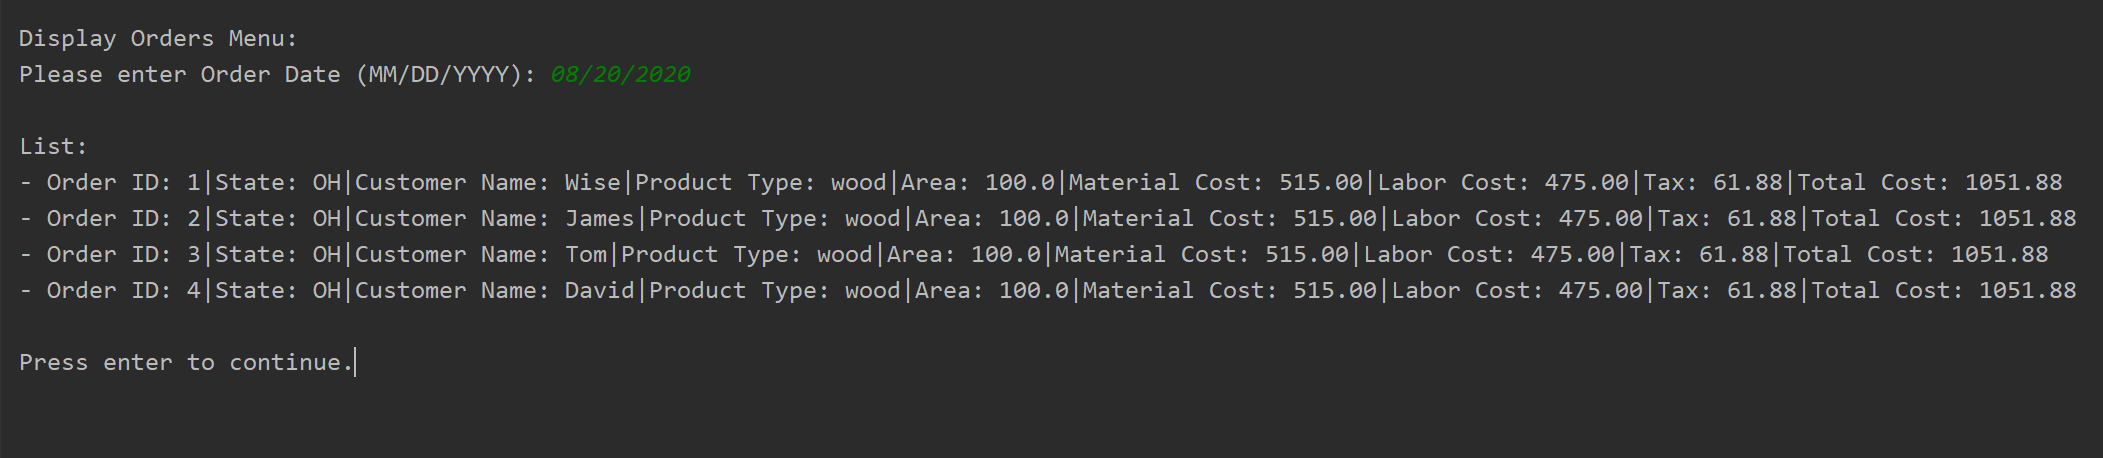 Display Orders Menu:
Please enter Order Date (MM/DD/YYYY): 08/20/2020
List:
- Order ID: 1|State: OH|Customer Name: Wise|Product Type: wood|Area: 100.0|Material Cost: 515.00|Labor Cost: 475.00|Tax: 61.88|Total Cost: 1051.88
- Order ID: 2|State: OH|Customer Name: James|Product Type: wood|Area: 100.0|Material Cost: 515.00|Labor Cost: 475.00|Tax: 61.88|Total Cost: 1051.88
- Order ID: 3|State: OH|Customer Name: Tom|Product Type: wood|Area: 100.0|Material Cost: 515.00|Labor Cost: 475.00|Tax: 61.88|Total Cost: 1051.88
- Order ID: 4|State: OH|Customer Name: David|Product Type: wood|Area: 100.0|Material Cost: 515.00|Labor Cost: 475.00|Tax: 61.88|Total Cost: 1051.88
Press enter to continue.